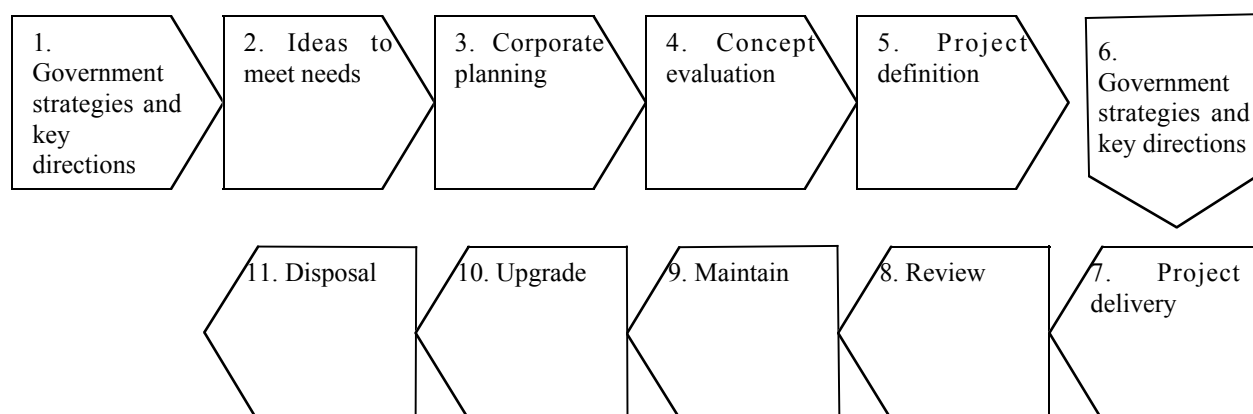 1.
Government
strategies and
key
directions
2. Ideas to
meet needs
3. Corporate
planning
4. Concept
evaluation
5. Project
definition
6.
Government
strategies and
key directions
7. Project
delivery
8. Review
9. Maintain
10. Upgrade
11. Disposal